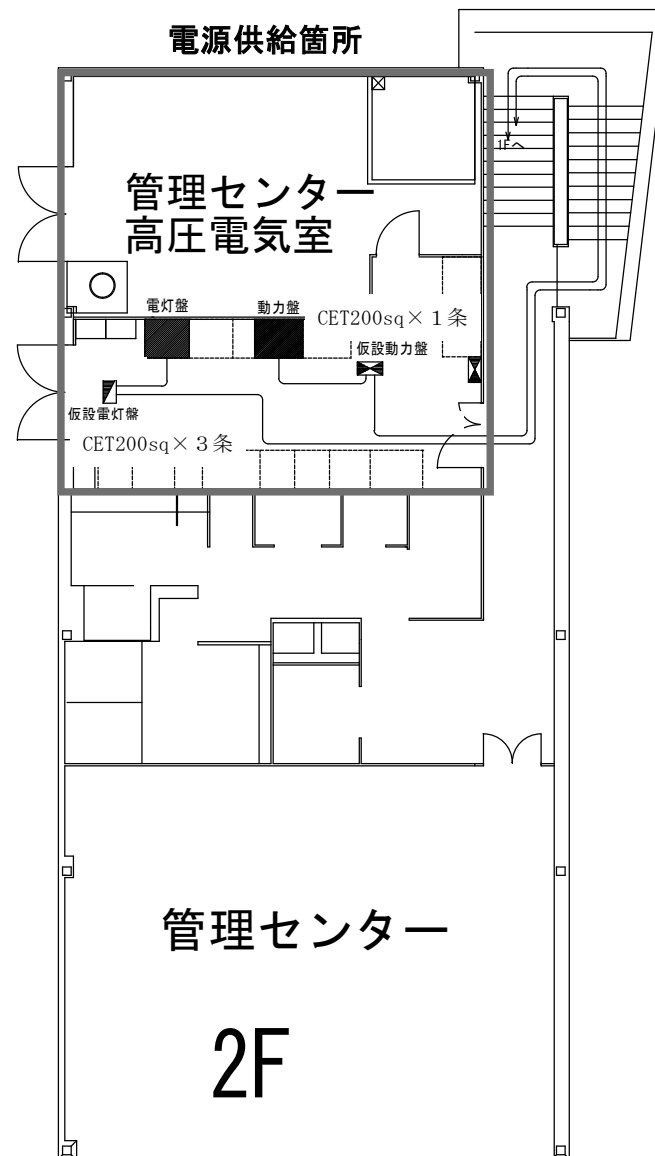 電源供給箇所
1Fへ
管理センター
高圧電気室
電灯盤
動力盤
CET200sq×１条
仮設動力盤
仮設電灯盤
CET200sq×３条
管理センター
2F